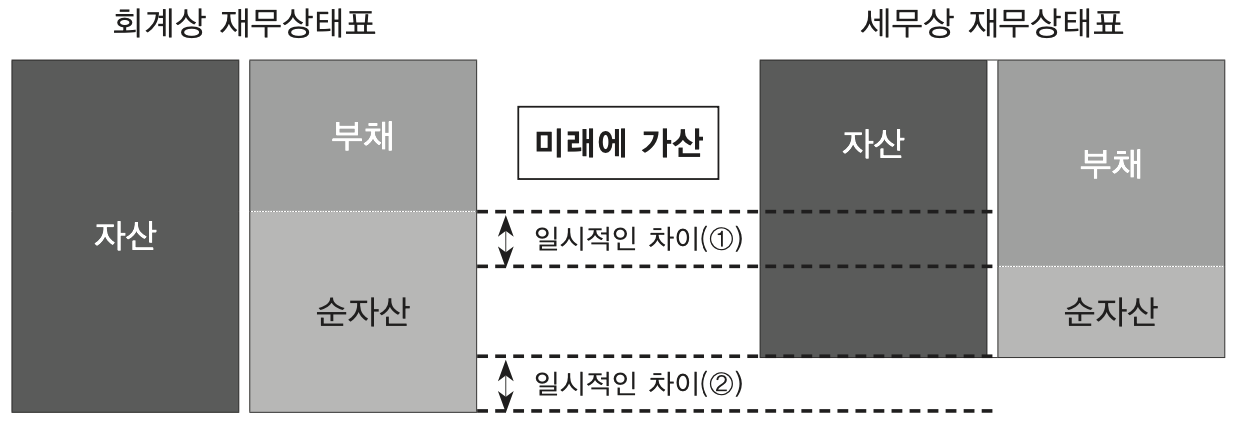 회계상 재무상태표
세무상 재무상태표
자산
부채
순자산
미래에 가산
일시적인 차이(①)
일시적인 차이(②)
자산
부채
순자산